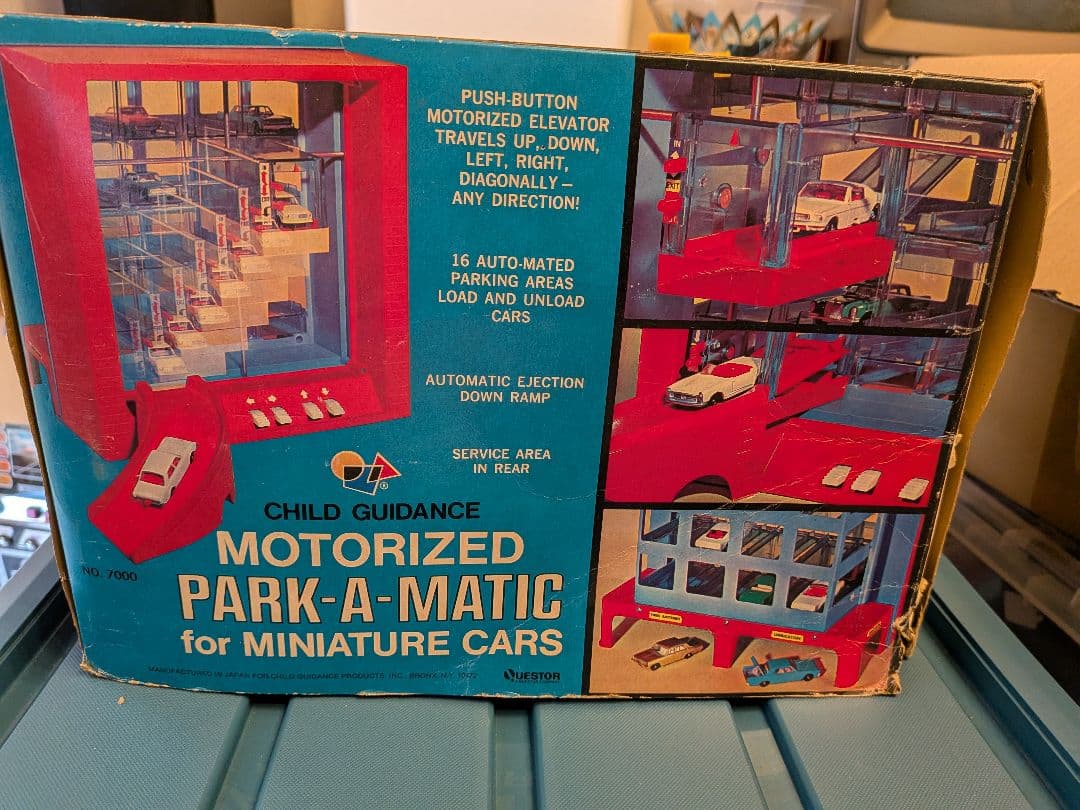 PUSH-BUTTON
MOTORIZED ELEVATOR
TRAVELS UP, DOWN,
LEFT, RIGHT,
DIAGONALLY —
ANY DIRECTION!
16 AUTO-MATED
PARKING AREAS
LOAD AND UNLOAD
CARS
AUTOMATIC EJECTION
DOWN RAMP
SERVICE AREA
IN REAR
®
CHILD GUIDANCE
MOTORIZED
NO. 7000
PARK-A-MATIC
for MINIATURE CARS
MANUFACTURED IN JAPAN FOR CHILD GUIDANCE PRODUCTS, INC., BRONX, N.Y. 10472
QUESTOR
IN
EXIT
LUBRICATION